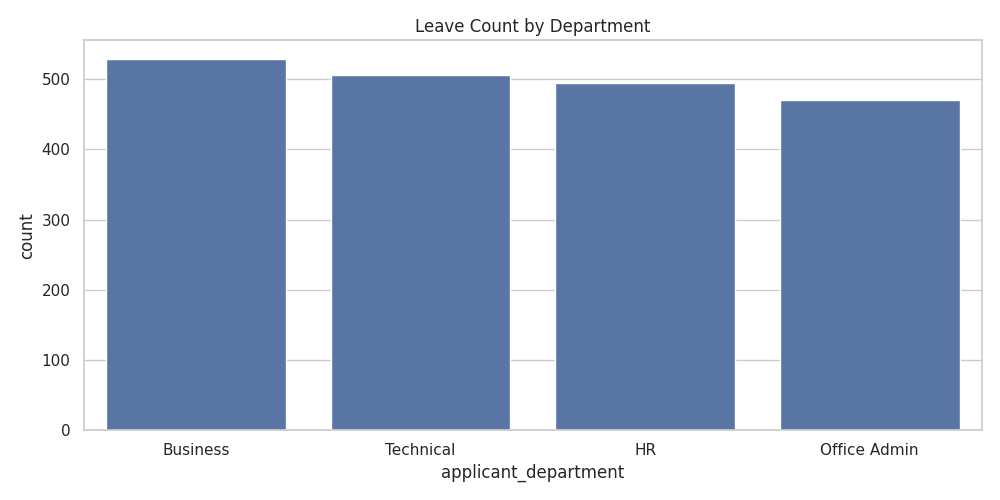 Leave Count by Department
count
500
400
300
200
100
0
Business Technical HR Office Admin
applicant_department